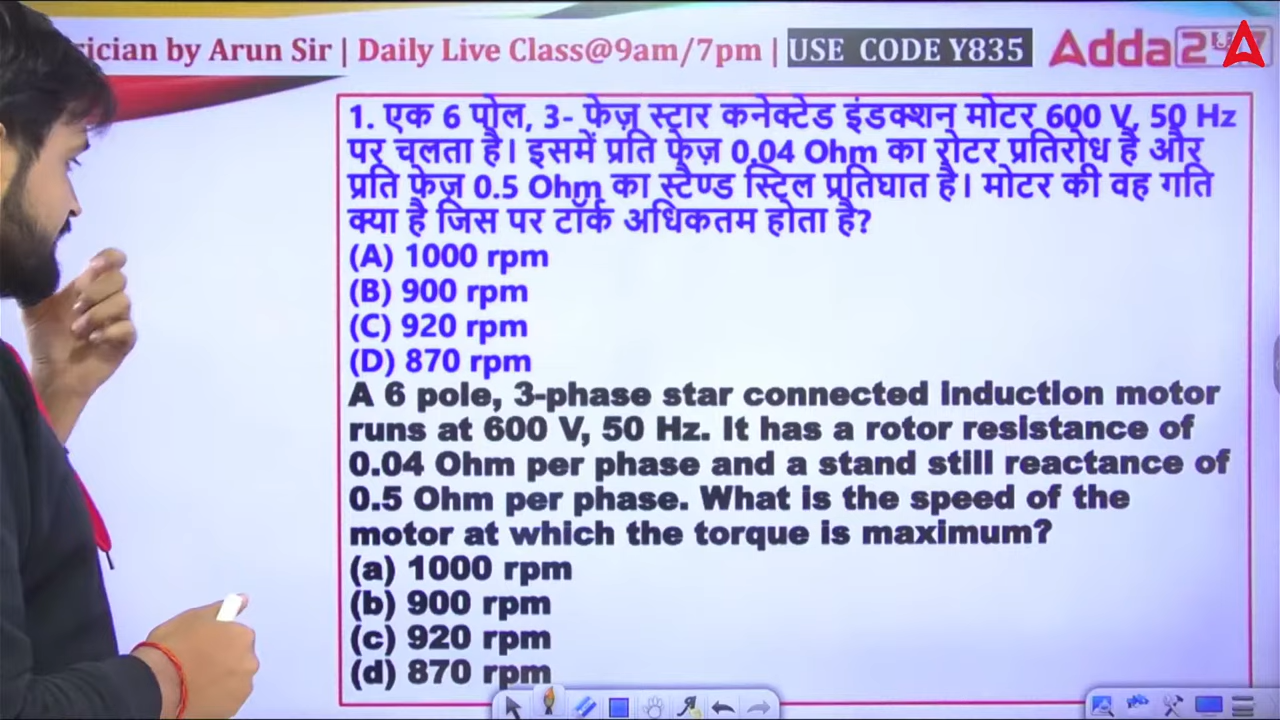 rician by Arun Sir | Daily Live Class@9am/7pm | USE CODE Y835 Adda
1. एक 6 पोल, 3- फेज़ स्टार कनेक्टेड इंडक्शन मोटर 600 V, 50 Hz
पर चलता है। इसमें प्रति फेज़ 0.04 Ohm का रोटर प्रतिरोध है और
प्रति फेज़ 0.5 Ohm का स्टैण्ड स्टिल प्रतिघात है। मोटर की वह गति
क्या है जिस पर टॉर्क अधिकतम होता है?
(A) 1000 rpm
(B) 900 rpm
(C) 920 rpm
(D) 870 rpm
A 6 pole, 3-phase star connected induction motor
runs at 600 V, 50 Hz. It has a rotor resistance of
0.04 Ohm per phase and a stand still reactance of
0.5 Ohm per phase. What is the speed of the
motor at which the torque is maximum?
(a) 1000 rpm
(b) 900 rpm
(c) 920 rpm
(d) 870 rpm